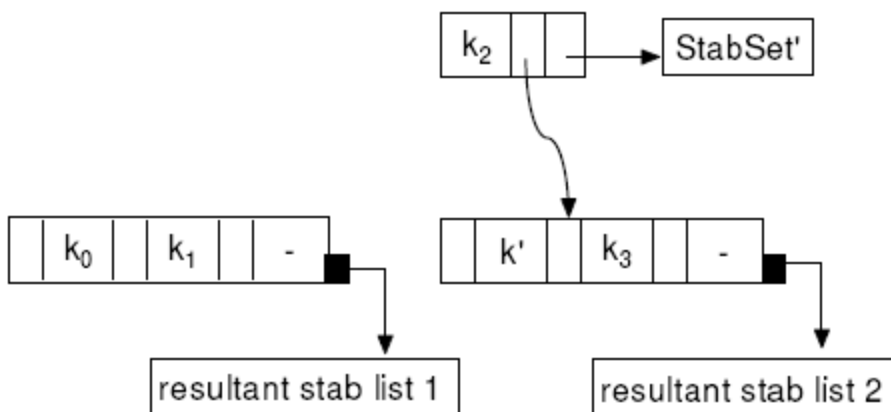 k₂ StabSet'
k₀ k₁ - k' k₃ -
resultant stab list 1 resultant stab list 2